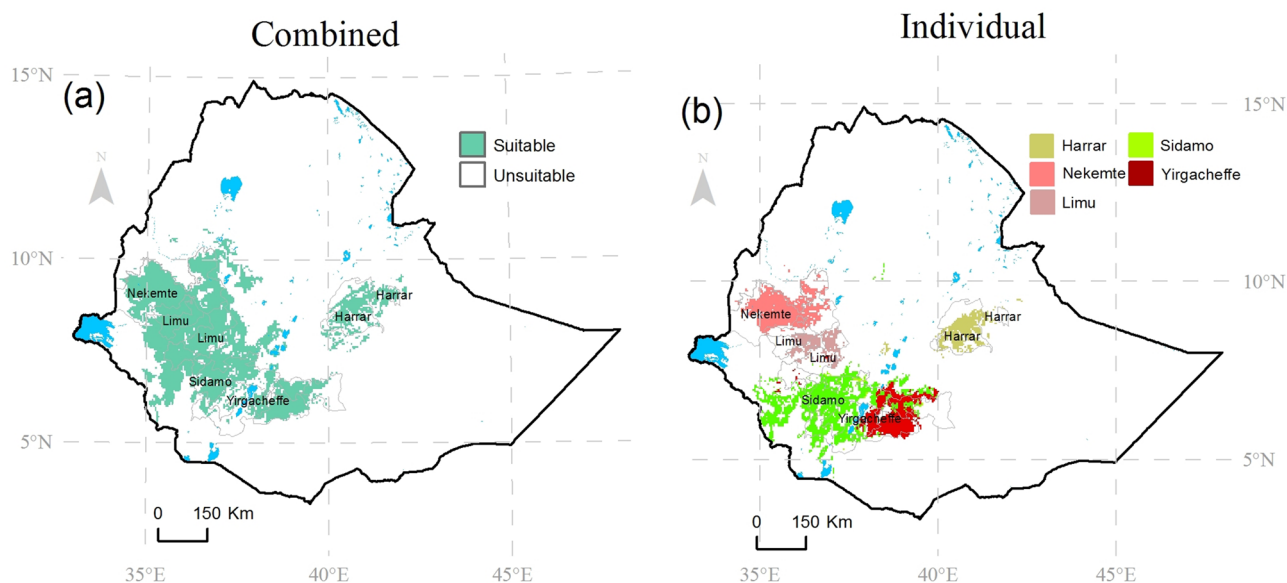 Combined
Individual
15°N
(a)
N
Suitable
Unsuitable
10°N
Nekemte
Limu
Limu
Harrar
Harrar
Sidamo
Yirgacheffe
5°N
0 150 Km
35°E 40°E 45°E
(b)
15°N
N
Harrar
Sidamo
Nekemte
Yirgacheffe
Limu
10°N
Nekemte
Limu
Limu
Harrar
Harrar
Sidamo
Yirgacheffe
5°N
0 150 Km
35°E 40°E 45°E